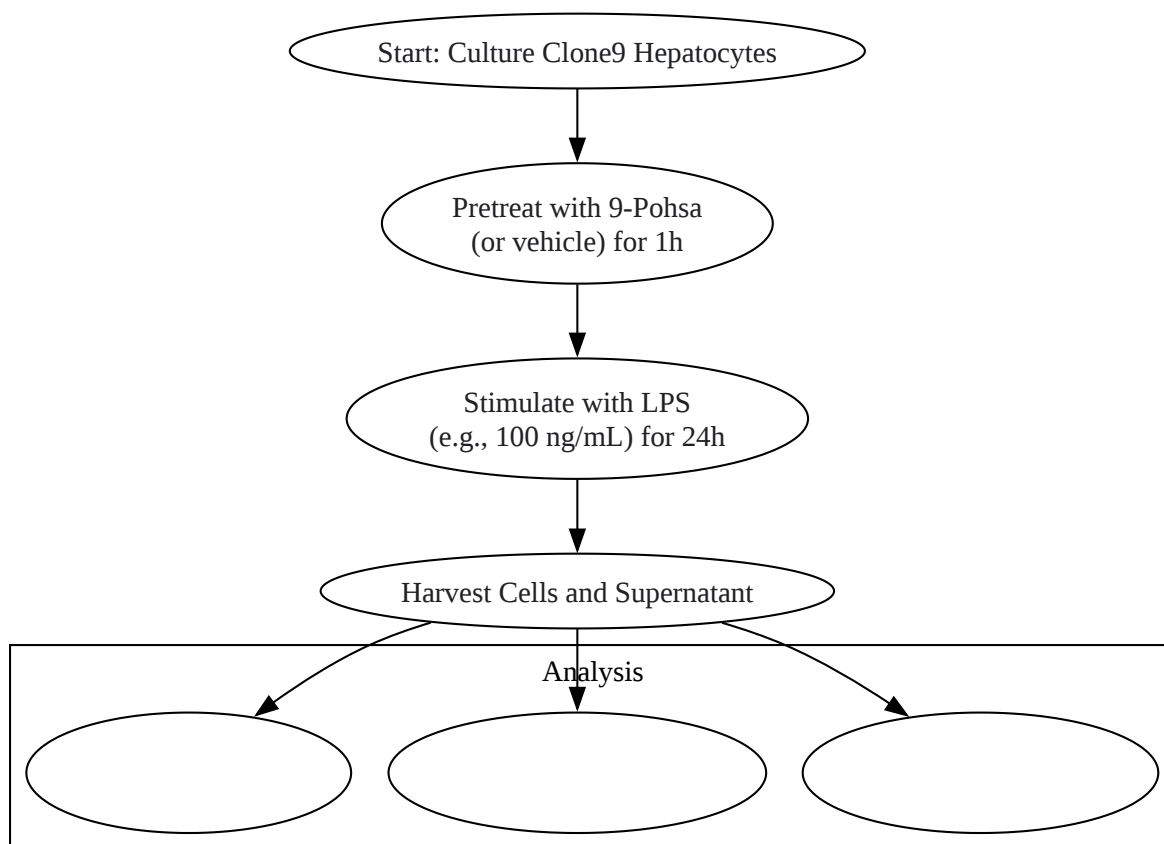 Start: Culture Clone9 Hepatocytes
Pretreat with 9-Pohsa
(or vehicle) for 1h
Stimulate with LPS
(e.g., 100 ng/mL) for 24h
Harvest Cells and Supernatant
Analysis